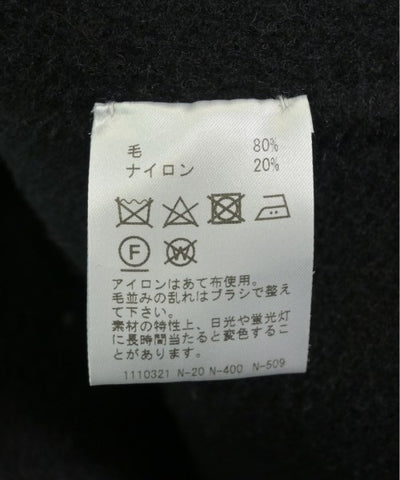 毛 80%
ナイロン 20%
F W
アイロンはあて布使用。
毛並みの乱れはブラシで整え
て下さい。
素材の特性上、日光や蛍光灯
に長時間当たると変色するこ
とがあります。
1110321 N-20 N-400 N-509